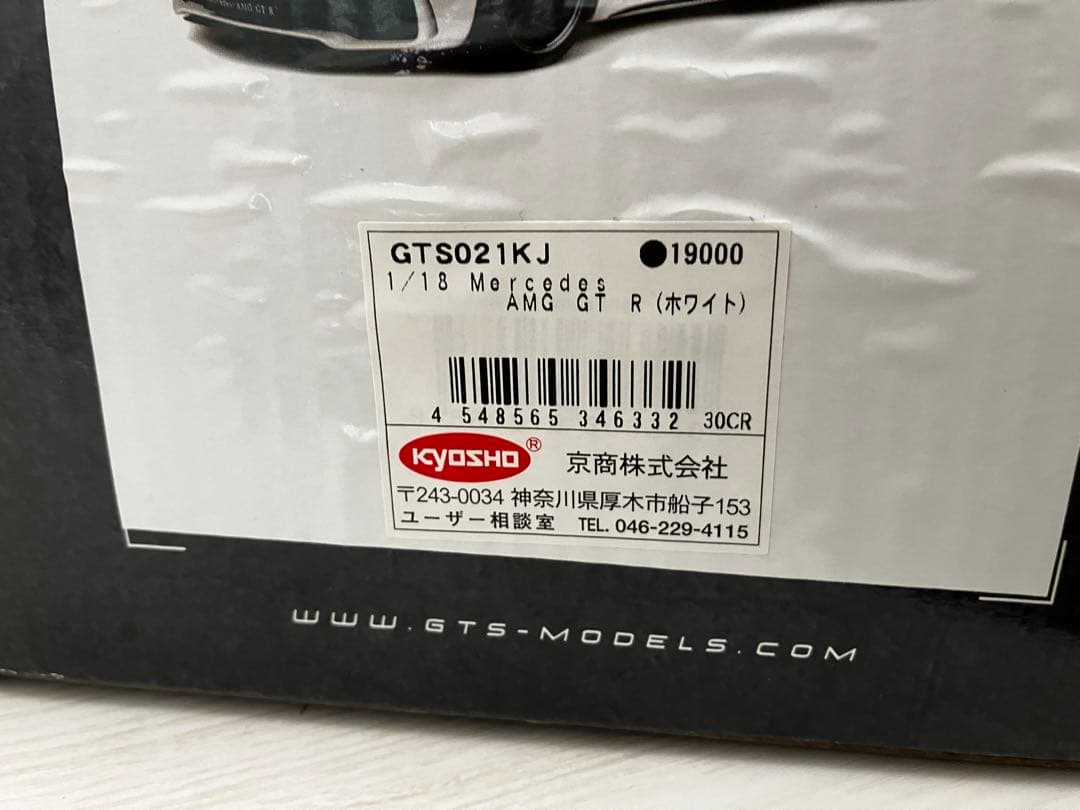 AMG GT R
GTS021KJ ●19000
1/18 Mercedes
AMG GT R (ホワイト)
4 548565 346332 30CR
KYOSHO® 京商株式会社
〒243-0034 神奈川県厚木市船子153
ユーザー相談室 TEL. 046-229-4115
WWW.GTS-MODELS.COM